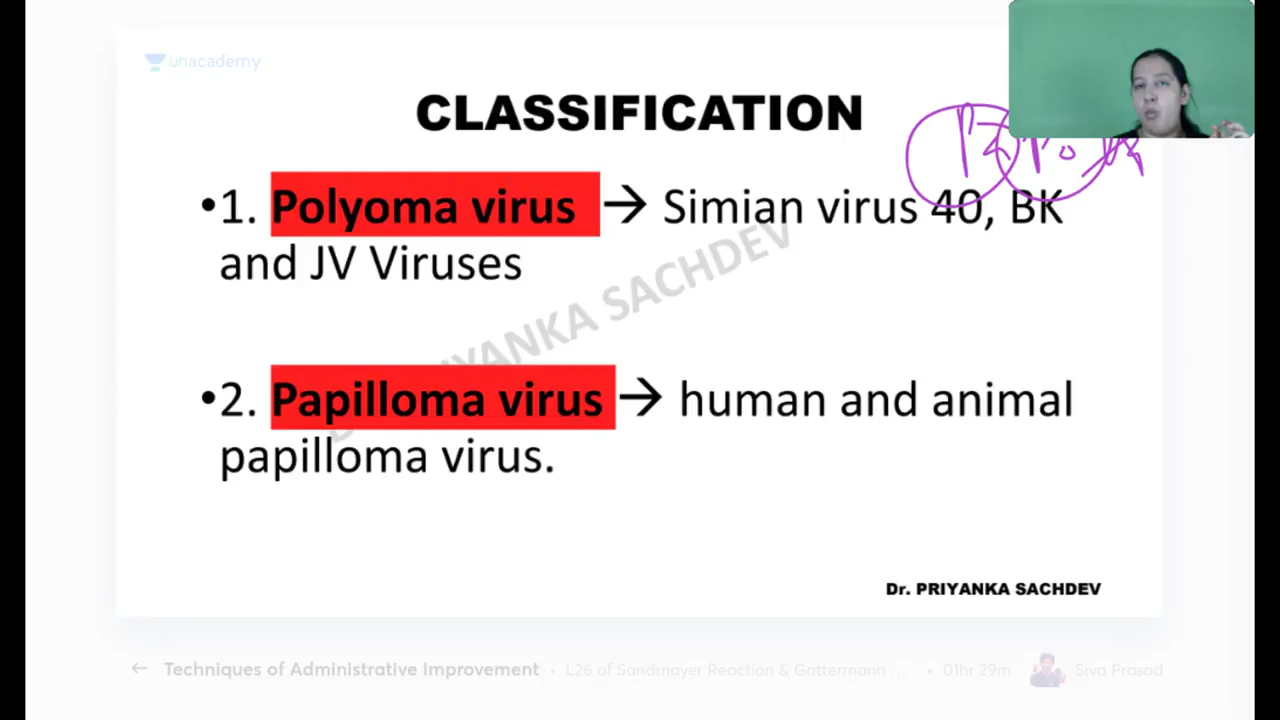 unacademy
CLASSIFICATION
•1. Polyoma virus → Simian virus 40, BK
and JV Viruses
PRIYANKA SACHDEV
•2. Papilloma virus → human and animal
papilloma virus.
Dr. PRIYANKA SACHDEV
← Techniques of Administrative Improvement • L26 of Sandmayer Reaction & Gattermann ... • 01hr 29m Siva Prasad